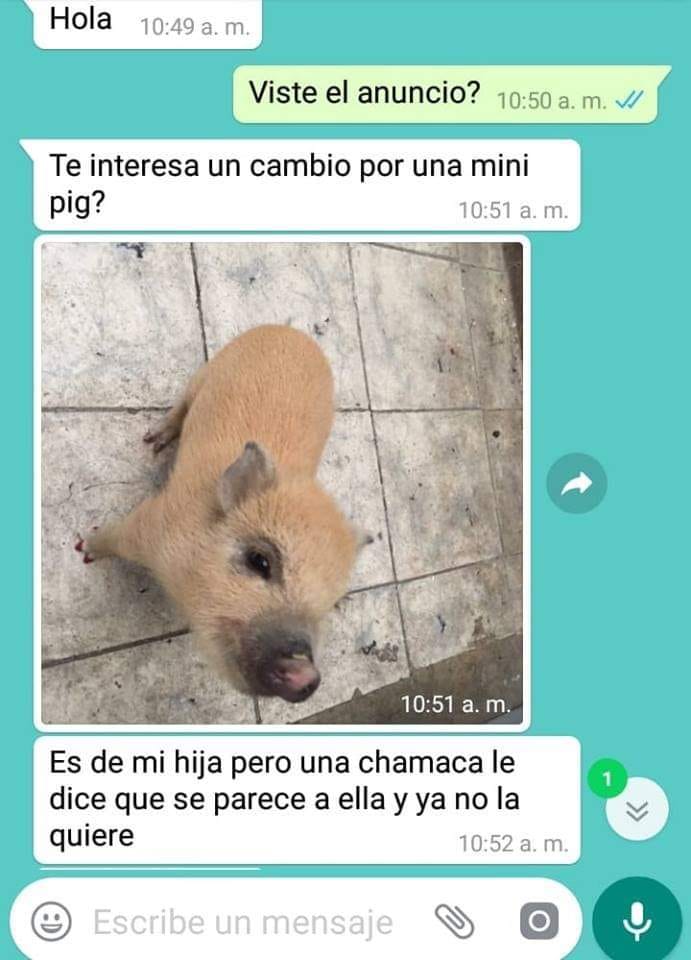 Hola 10:49 a. m.
Viste el anuncio? 10:50 a. m.
Te interesa un cambio por una mini
pig? 10:51 a. m.
10:51 a. m.
Es de mi hija pero una chamaca le
dice que se parece a ella y ya no la
quiere 10:52 a. m.
1
Escribe un mensaje